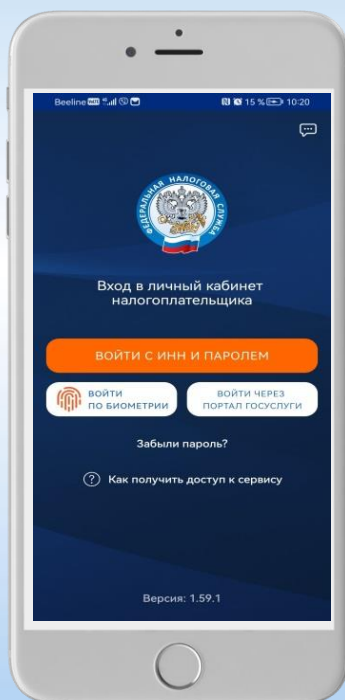 Beeline
15 % 10:20
ФЕДЕРАЛЬНАЯ НАЛОГОВАЯ СЛУЖБА
Вход в личный кабинет
налогоплательщика
ВОЙТИ С ИНН И ПАРОЛЕМ
ВОЙТИ
ПО БИОМЕТРИИ
ВОЙТИ ЧЕРЕЗ
ПОРТАЛ ГОСУСЛУГИ
Забыли пароль?
? Как получить доступ к сервису
Версия: 1.59.1